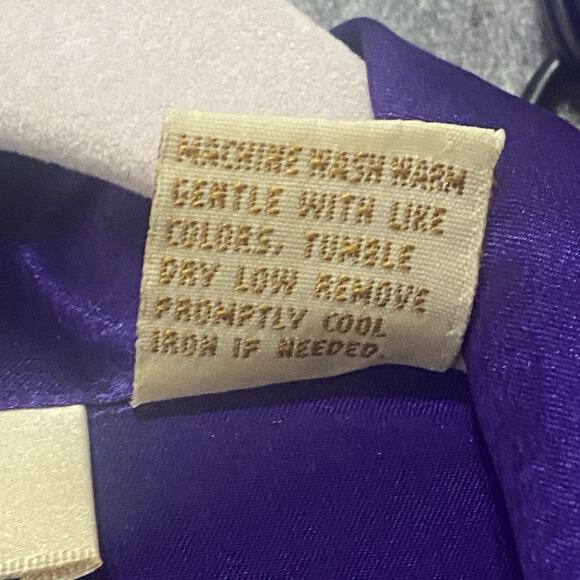 MACHINE WASH WARM
GENTLE WITH LIKE
COLORS, TUMBLE
DRY LOW REMOVE
PROMPTLY COOL
IRON IF NEEDED.